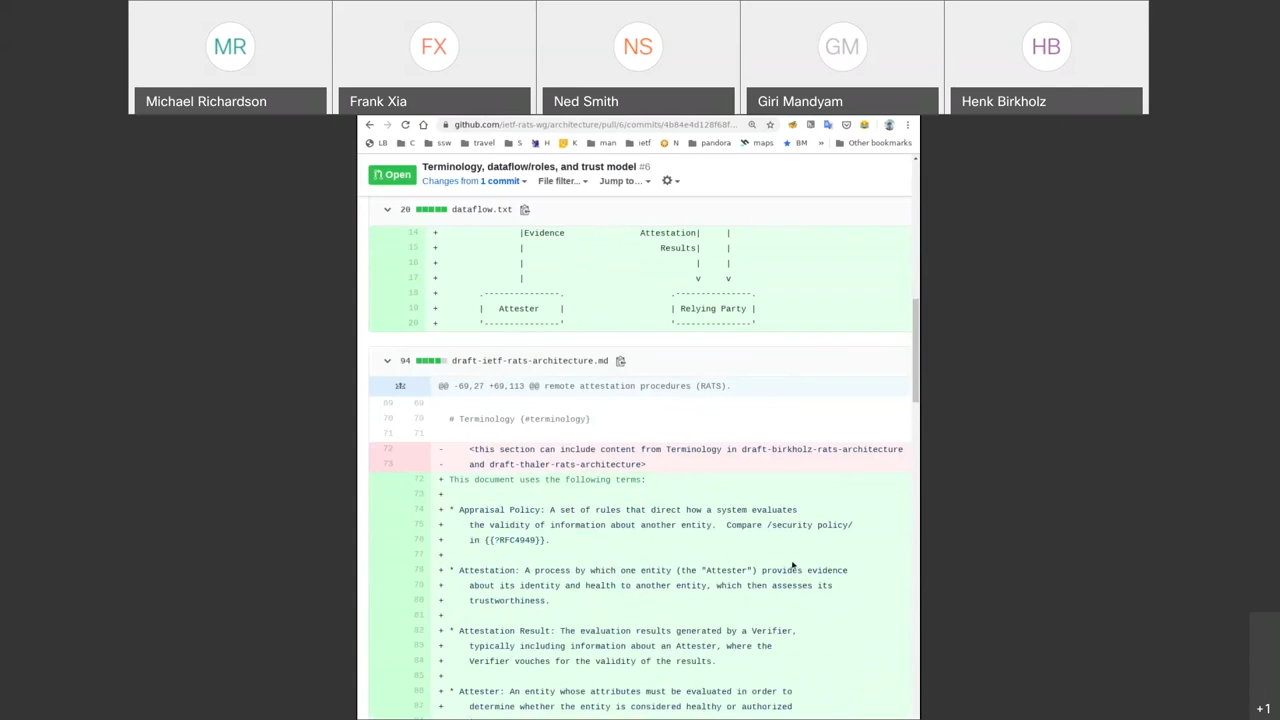 MR
FX
NS
GM
HB
Michael Richardson
Frank Xia
Ned Smith
Giri Mandyam
Henk Birkholz
github.com/ietf-rats-wg/architecture/pull/6/commits/4b84e4d128f68f...
LB C ssw travel S H K man ietf N pandora maps BM » Other bookmarks
Open
Terminology, dataflow/roles, and trust model #6
Changes from 1 commit File filter... Jump to...
20 dataflow.txt
14 + |Evidence Attestation| |
15 + | Results| |
16 + | | |
17 + | v v
18 + .---------------. .---------------.
19 + | Attester | | Relying Party |
20 + '---------------' '---------------'
94 draft-ietf-rats-architecture.md
@@ -69,27 +69,113 @@ remote attestation procedures (RATS).
69 69
70 70 # Terminology {#terminology}
71 71
72 - <this section can include content from Terminology in draft-birkholz-rats-architecture
73 - and draft-thaler-rats-architecture>
72 + This document uses the following terms:
73 +
74 + * Appraisal Policy: A set of rules that direct how a system evaluates
75 + the validity of information about another entity. Compare /security policy/
76 + in {{?RFC4949}}.
77 +
78 + * Attestation: A process by which one entity (the "Attester") provides evidence
79 + about its identity and health to another entity, which then assesses its
80 + trustworthiness.
81 +
82 + * Attestation Result: The evaluation results generated by a Verifier,
83 + typically including information about an Attester, where the
84 + Verifier vouches for the validity of the results.
85 +
86 + * Attester: An entity whose attributes must be evaluated in order to
87 + determine whether the entity is considered healthy or authorized
+1